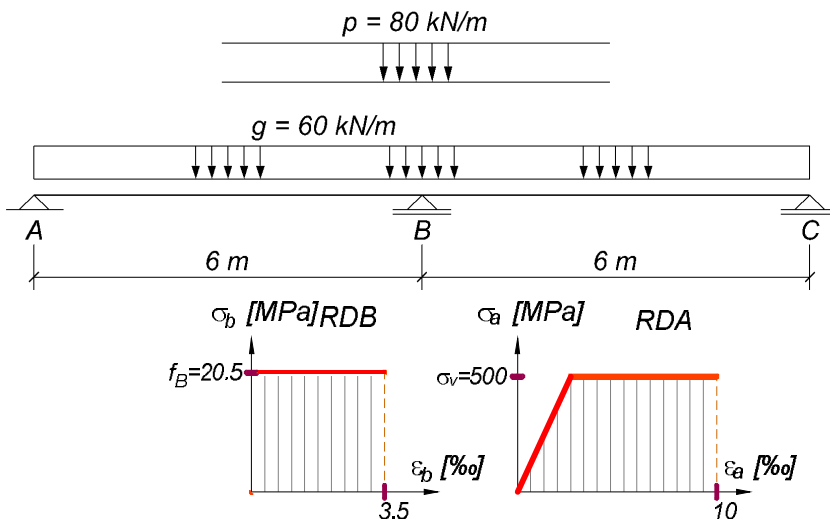 p = 80 kN/m
g = 60 kN/m
A B C
6 m 6 m
σb [MPa] RDB σa [MPa] RDA
fB=20.5 σv=500
εb [‰] εa [‰]
3.5 10